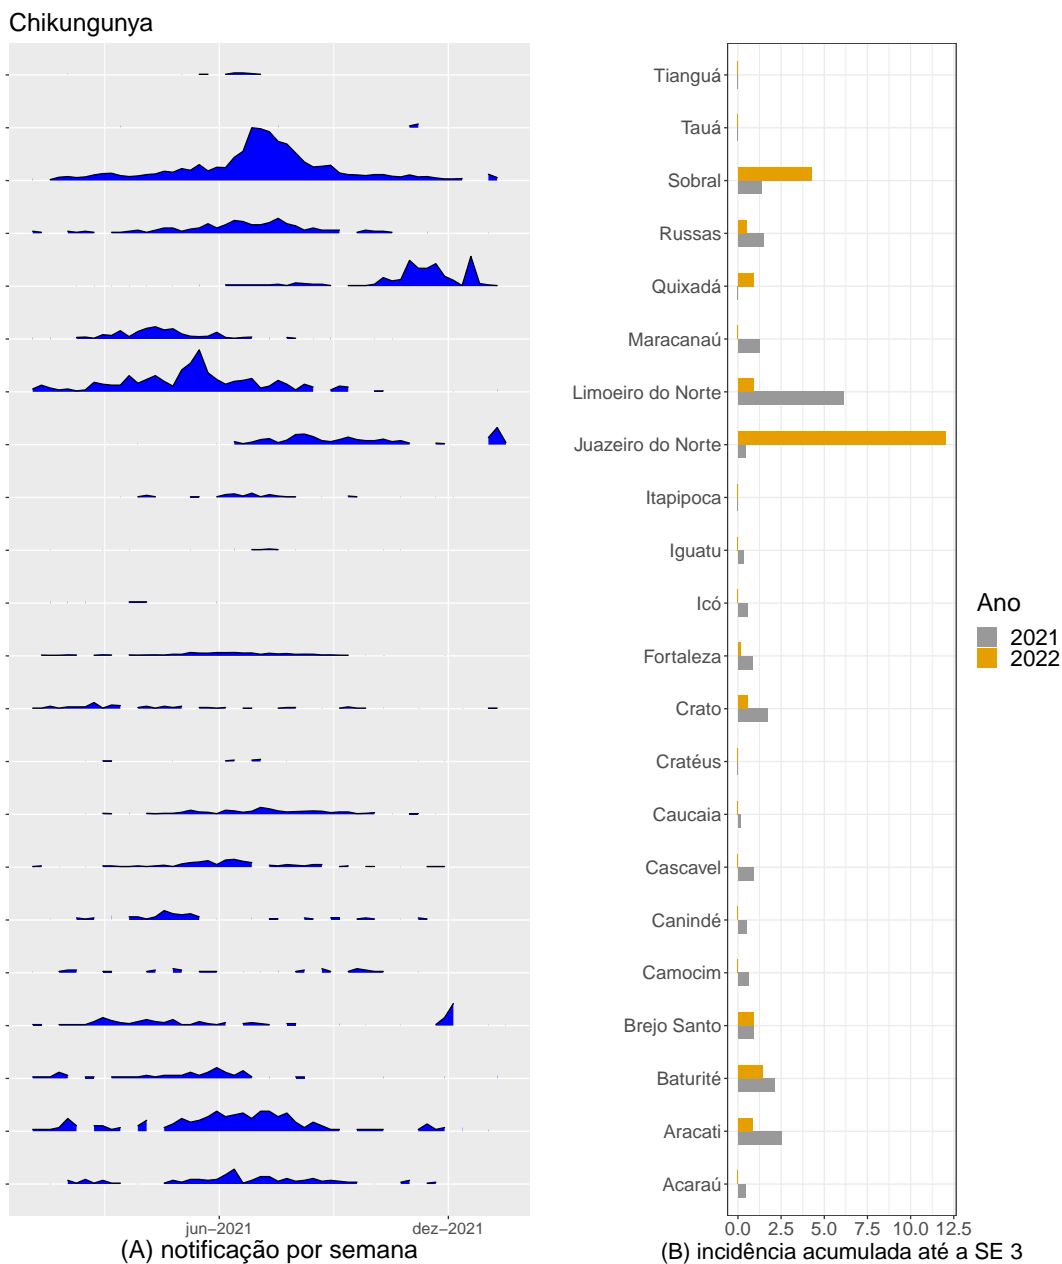 Chikungunya
Tianguá
Tauá
Sobral
Russas
Quixadá
Maracanaú
Limoeiro do Norte
Juazeiro do Norte
Itapipoca
Iguatu
Icó
Fortaleza
Crato
Cratéus
Caucaia
Cascavel
Canindé
Camocim
Brejo Santo
Baturité
Aracati
Acaraú
Ano
2021
2022
jun−2021 dez−2021
(A) notificação por semana
0.0 2.5 5.0 7.5 10.0 12.5
(B) incidência acumulada até a SE 3